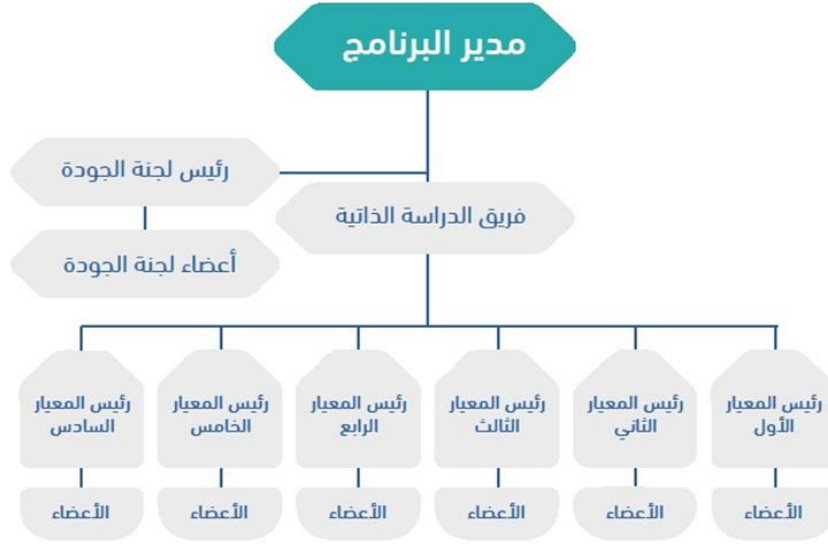 مدير البرنامج
رئيس لجنة الجودة
فريق الدراسة الذاتية
أعضاء لجنة الجودة
رئيس المعيار
الأول
رئيس المعيار
الثاني
رئيس المعيار
الثالث
رئيس المعيار
الرابع
رئيس المعيار
الخامس
رئيس المعيار
السادس
الأعضاء
الأعضاء
الأعضاء
الأعضاء
الأعضاء
الأعضاء